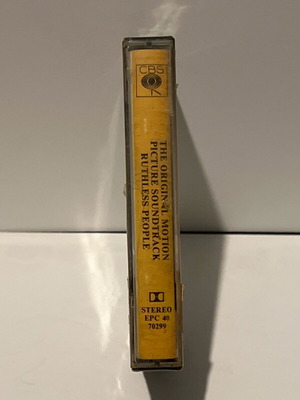 CBS
THE ORIGINAL MOTION
PICTURE SOUNDTRACK
RUTHLESS PEOPLE
STEREO
EPC 40
70299